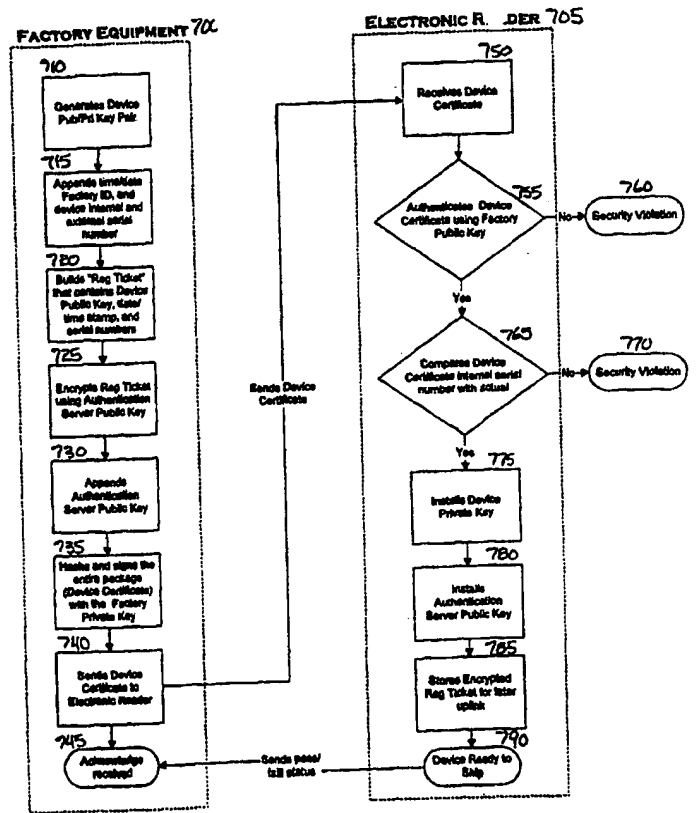 FACTORY EQUIPMENT 700
710
Generates Device
Pub/Pri Key Pair
715
Appends time/date
Factory ID, and
device internal and
external serial
number
720
Builds "Reg Ticket"
that contains Device
Public Key, date/
time stamp, and
serial numbers
725
Encrypts Reg Ticket
using Authentication
Server Public Key
730
Appends
Authentication
Server Public Key
735
Hashs and signs the
entire package
(Device Certificate)
with the Factory
Private Key
740
Sends Device
Certificate to
Electronic Reader
745
Acknowledge
received
Sends Device
Certificate
Sends pass/
fail status
ELECTRONIC R DER 705
750
Receives Device
Certificate
755
Authenticates Device
Certificate using Factory
Public Key
No
760
Security Violation
Yes
765
Compares Device
Certificate internal serial
number with actual
No
770
Security Violation
Yes
775
Installs Device
Private Key
780
Installs
Authentication
Server Public Key
785
Stores Encrypted
Reg Ticket for later
uplink
790
Device Ready to
Ship